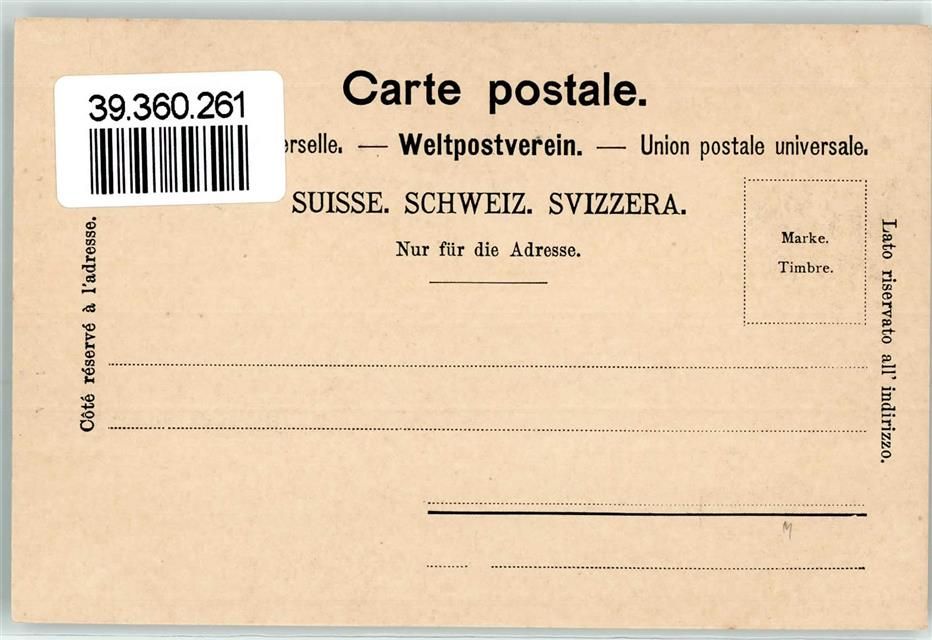 Carte postale.
39.360.261
erselle. — Weltpostverein. — Union postale universale.
SUISSE. SCHWEIZ. SVIZZERA.
Nur für die Adresse.
Marke.
Timbre.
Côté réservé à l'adresse.
Lato riservato all' indirizzo.
M